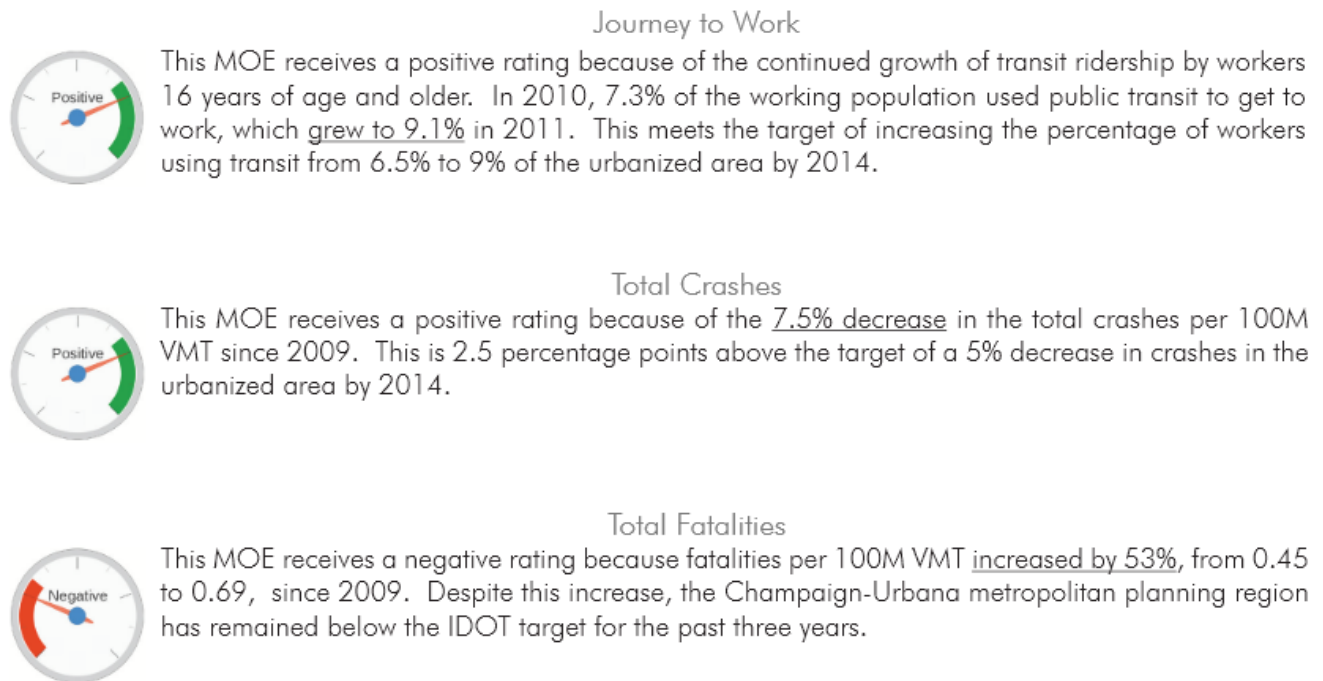 Journey to Work
This MOE receives a positive rating because of the continued growth of transit ridership by workers
Positive
16 years of age and older.  In 2010, 7.3% of the working population used public transit to get to
work, which grew to 9.1% in 2011.  This meets the target of increasing the percentage of workers
using transit from 6.5% to 9% of the urbanized area by 2014.
Total Crashes
This MOE receives a positive rating because of the 7.5% decrease in the total crashes per 100M
Positive
VMT since 2009.  This is 2.5 percentage points above the target of a 5% decrease in crashes in the
urbanized area by 2014.
Total Fatalities
This MOE receives a negative rating because fatalities per 100M VMT increased by 53%, from 0.45
Negative
to 0.69,  since 2009.  Despite this increase, the Champaign-Urbana metropolitan planning region
has remained below the IDOT target for the past three years.